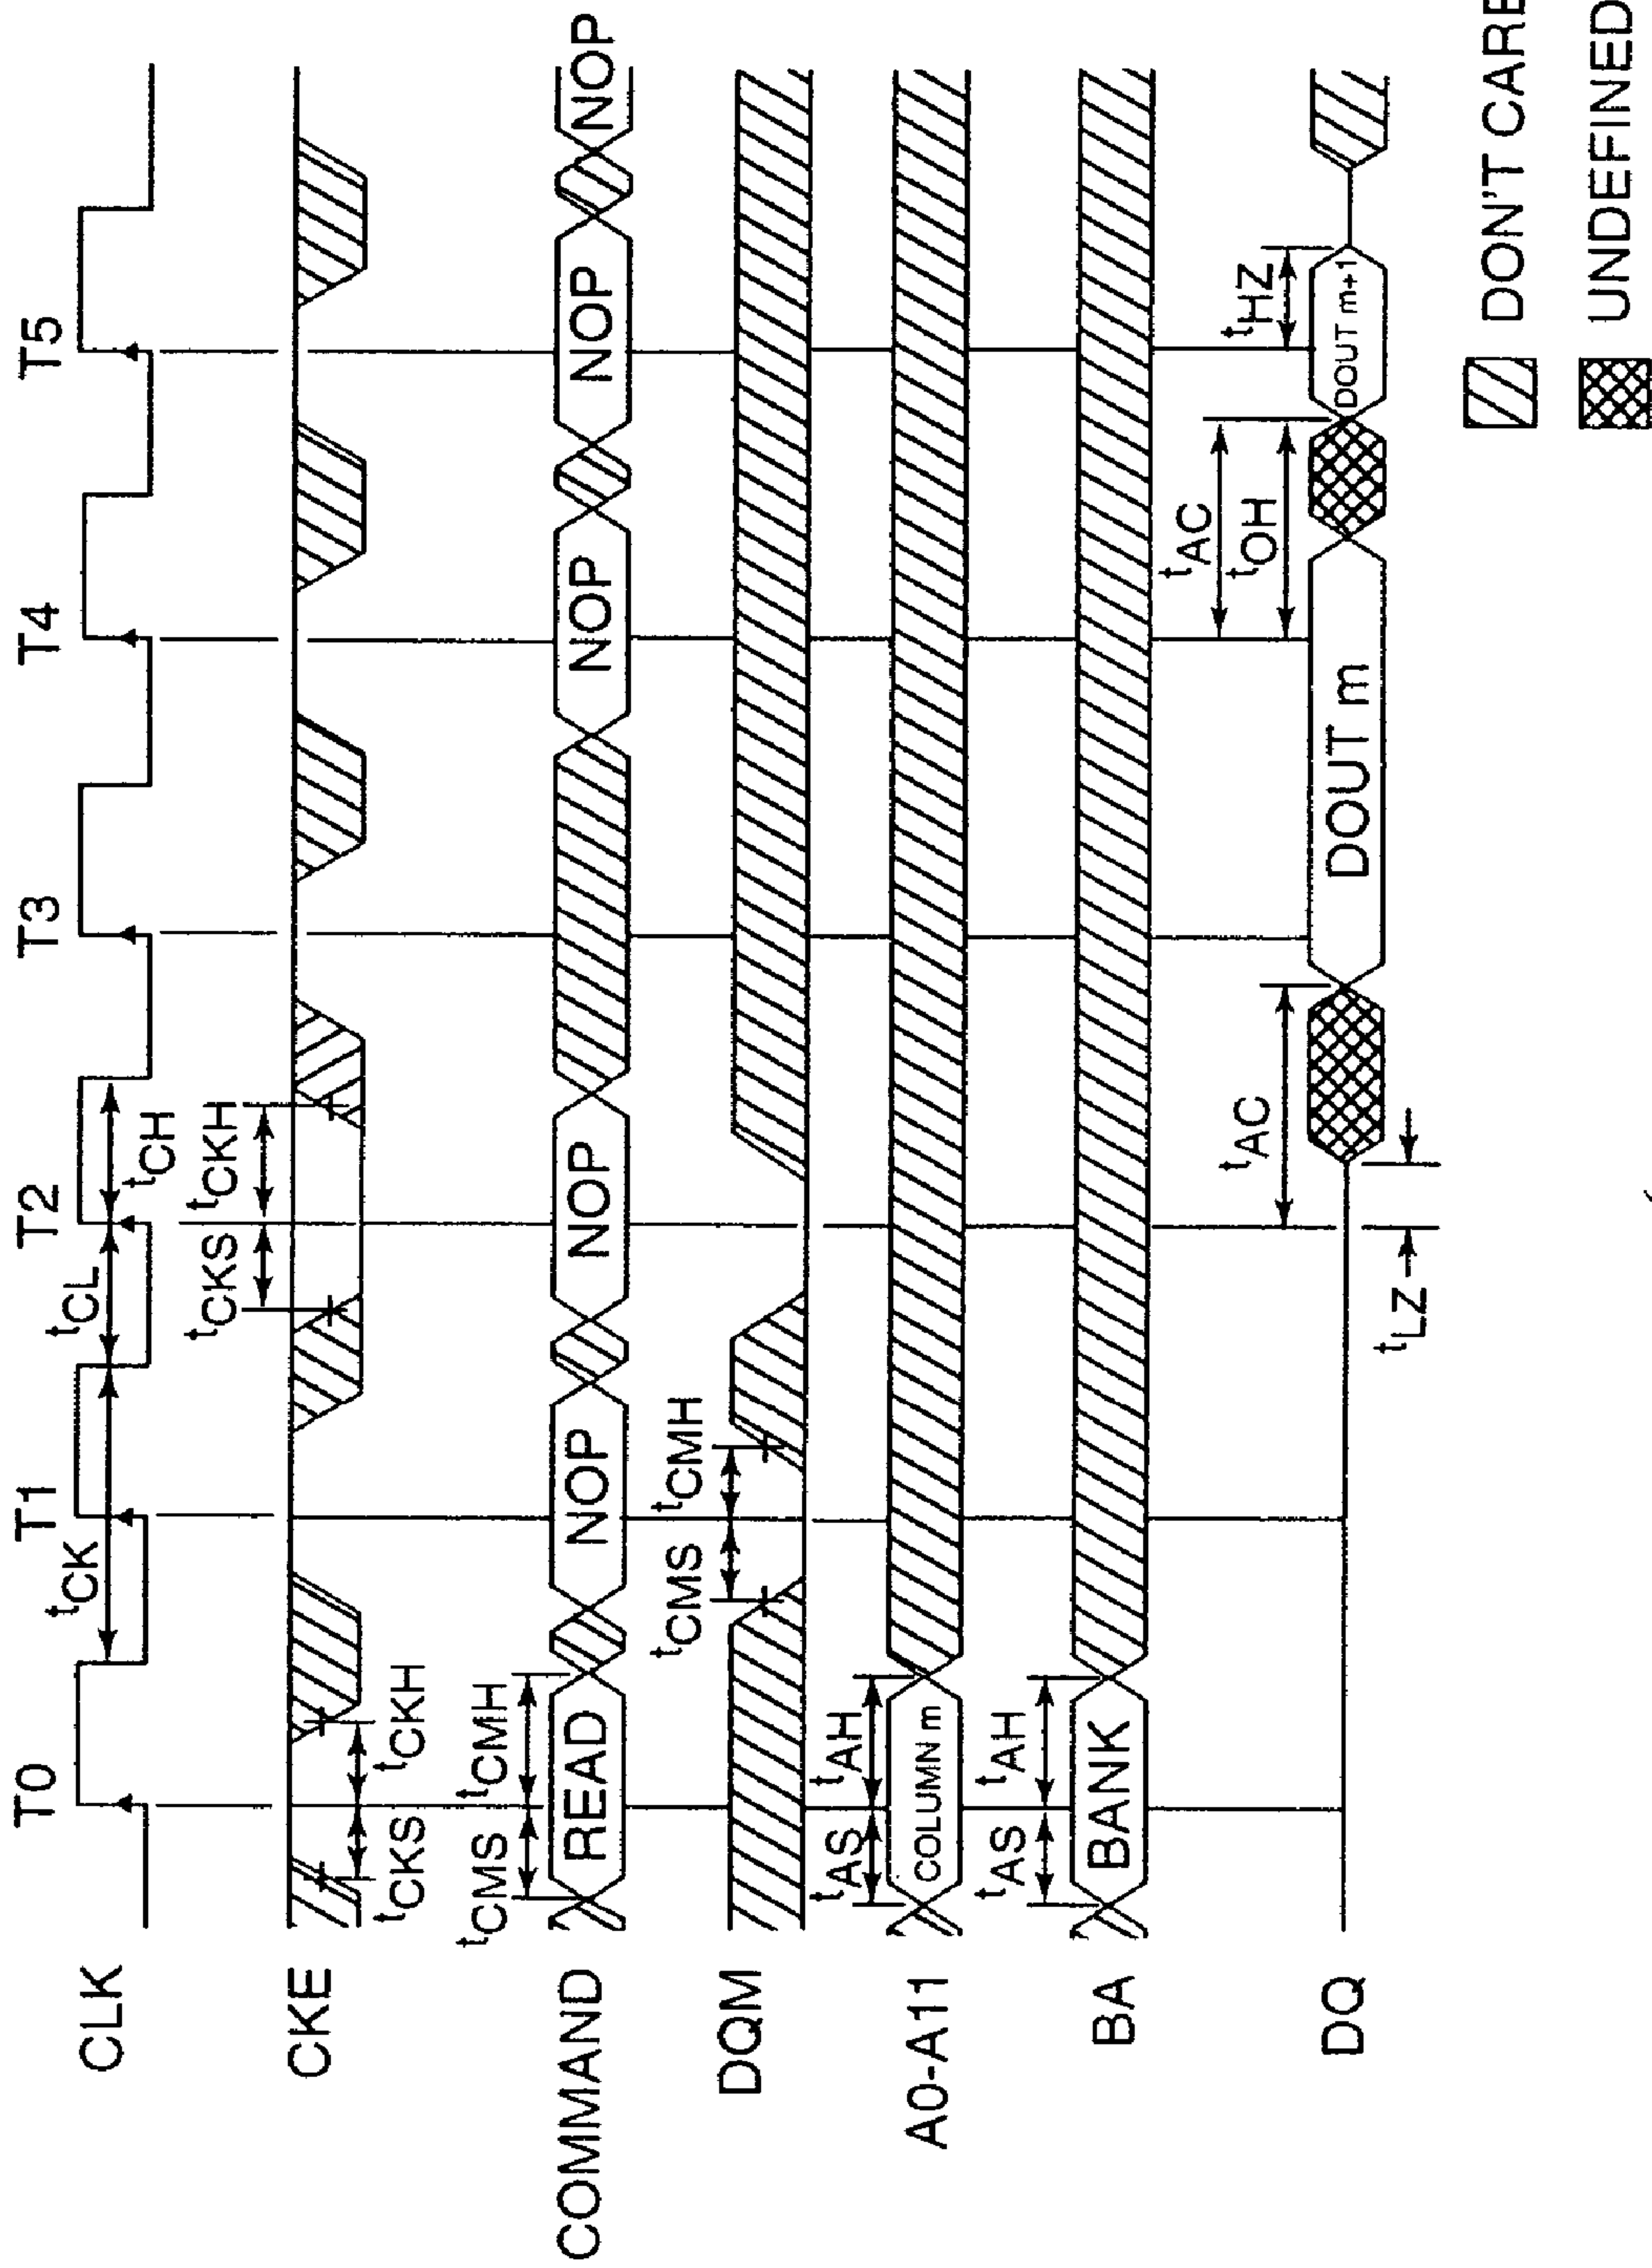 T0 T1 T2 T3 T4 T5
CLK
tCK tCL tCH
CKE
tCKS tCKH tCKS tCKH
tCMS tCMH
COMMAND READ NOP NOP NOP NOP NOP
tCMS tCMH
DQM
tAS tAH
A0-A11 COLUMN m
tAS tAH
BA BANK
tAC tAC
tOH tHZ
DQ DOUT m DOUT m+1
tLZ
DON'T CARE
UNDEFINED